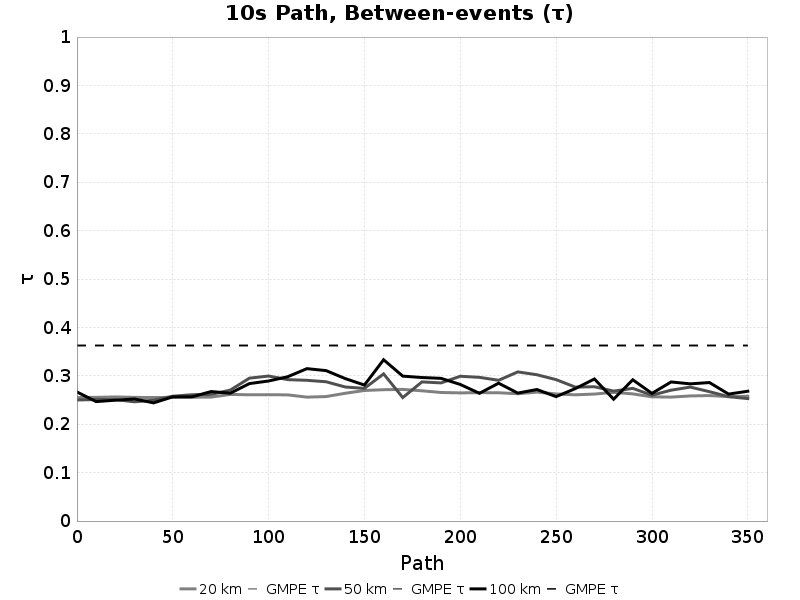 10s Path, Between-events (τ)
1
0.9
0.8
0.7
0.6
0.5
0.4
0.3
0.2
0.1
0
τ
0 50 100 150 200 250 300 350
Path
20 km GMPE τ 50 km GMPE τ 100 km GMPE τ